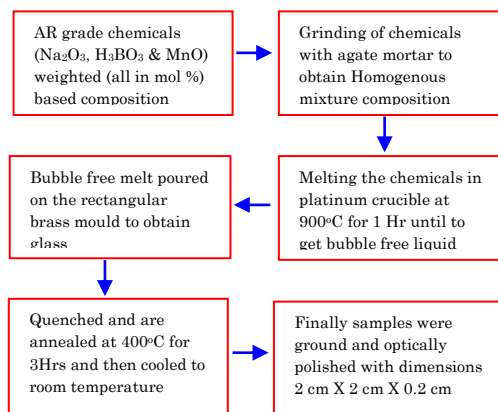 AR grade chemicals
(Na₂O₃, H₃BO₃ & MnO)
weighted (all in mol %)
based composition
Grinding of chemicals
with agate mortar to
obtain Homogenous
mixture composition
Melting the chemicals in
platinum crucible at
900°C for 1 Hr until to
get bubble free liquid
Bubble free melt poured
on the rectangular
brass mould to obtain
glass
Quenched and are
annealed at 400°C for
3Hrs and then cooled to
room temperature
Finally samples were
ground and optically
polished with dimensions
2 cm X 2 cm X 0.2 cm